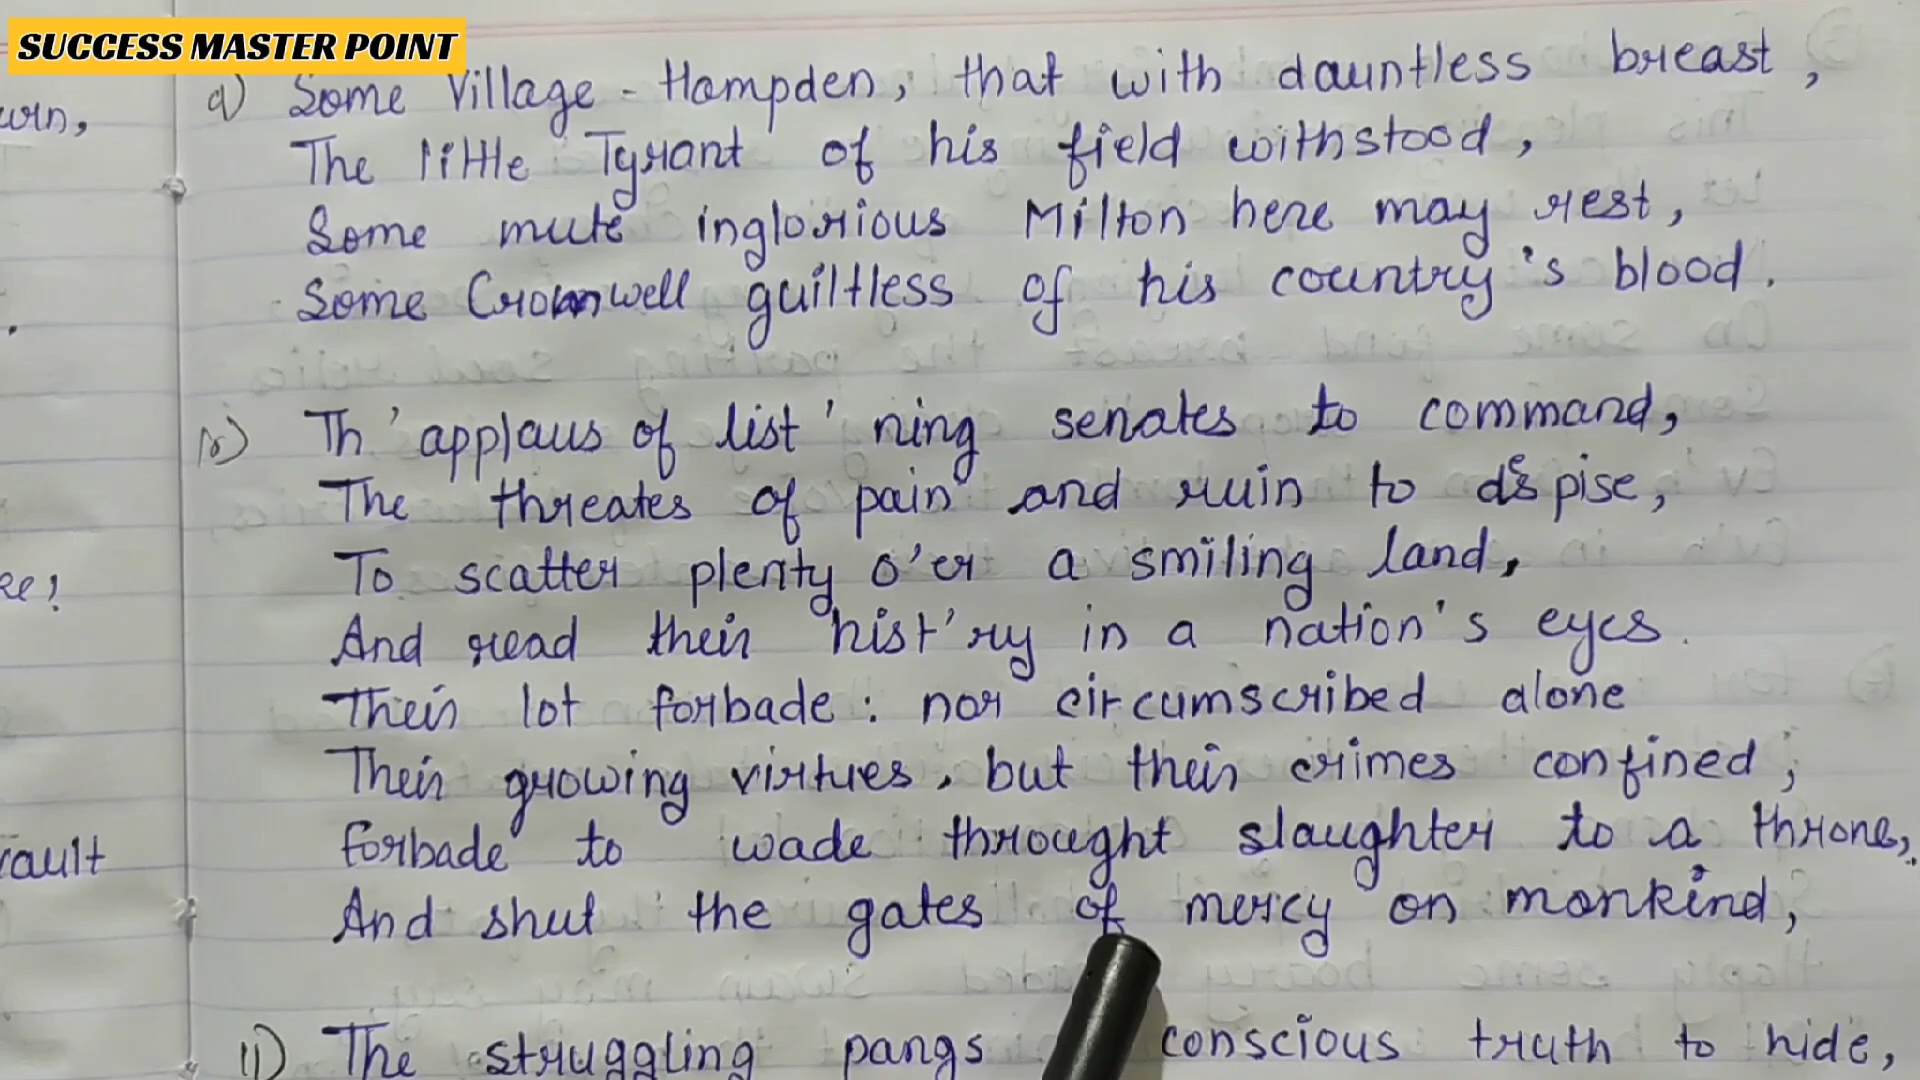 SUCCESS MASTER POINT
urn,
9) Some Village - Hampden, that with dauntless breast,
The little Tyrant of his field withstood,
Some mute inglorious Milton here may rest,
Some Cromwell guiltless of his country's blood.
10) Th' applaus of list' ning senates to command,
The threates of pain and ruin to despise,
To scatter plenty o'er a smiling land,
And read their hist'ry in a nation's eyes.
Their lot forbade: nor circumscribed alone
Their growing virtues, but their crimes confined;
forbade to wade throught slaughter to a throne,
And shut the gates of mercy on mankind,
11) The struggling pangs conscious truth to hide,